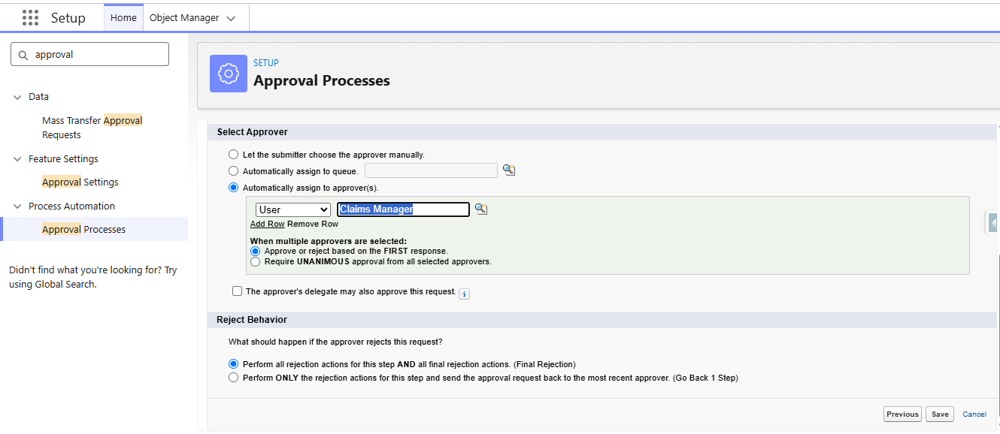 Setup
Home
Object Manager
approval
Data
Mass Transfer Approval
Requests
Feature Settings
Approval Settings
Process Automation
Approval Processes
Didn't find what you're looking for? Try
using Global Search.
SETUP
Approval Processes
Select Approver
Let the submitter choose the approver manually.
Automatically assign to queue.
Automatically assign to approver(s).
User
Claims Manager
Add Row Remove Row
When multiple approvers are selected:
Approve or reject based on the FIRST response.
Require UNANIMOUS approval from all selected approvers.
The approver's delegate may also approve this request.
i
Reject Behavior
What should happen if the approver rejects this request?
Perform all rejection actions for this step AND all final rejection actions. (Final Rejection)
Perform ONLY the rejection actions for this step and send the approval request back to the most recent approver. (Go Back 1 Step)
Previous
Save
Cancel